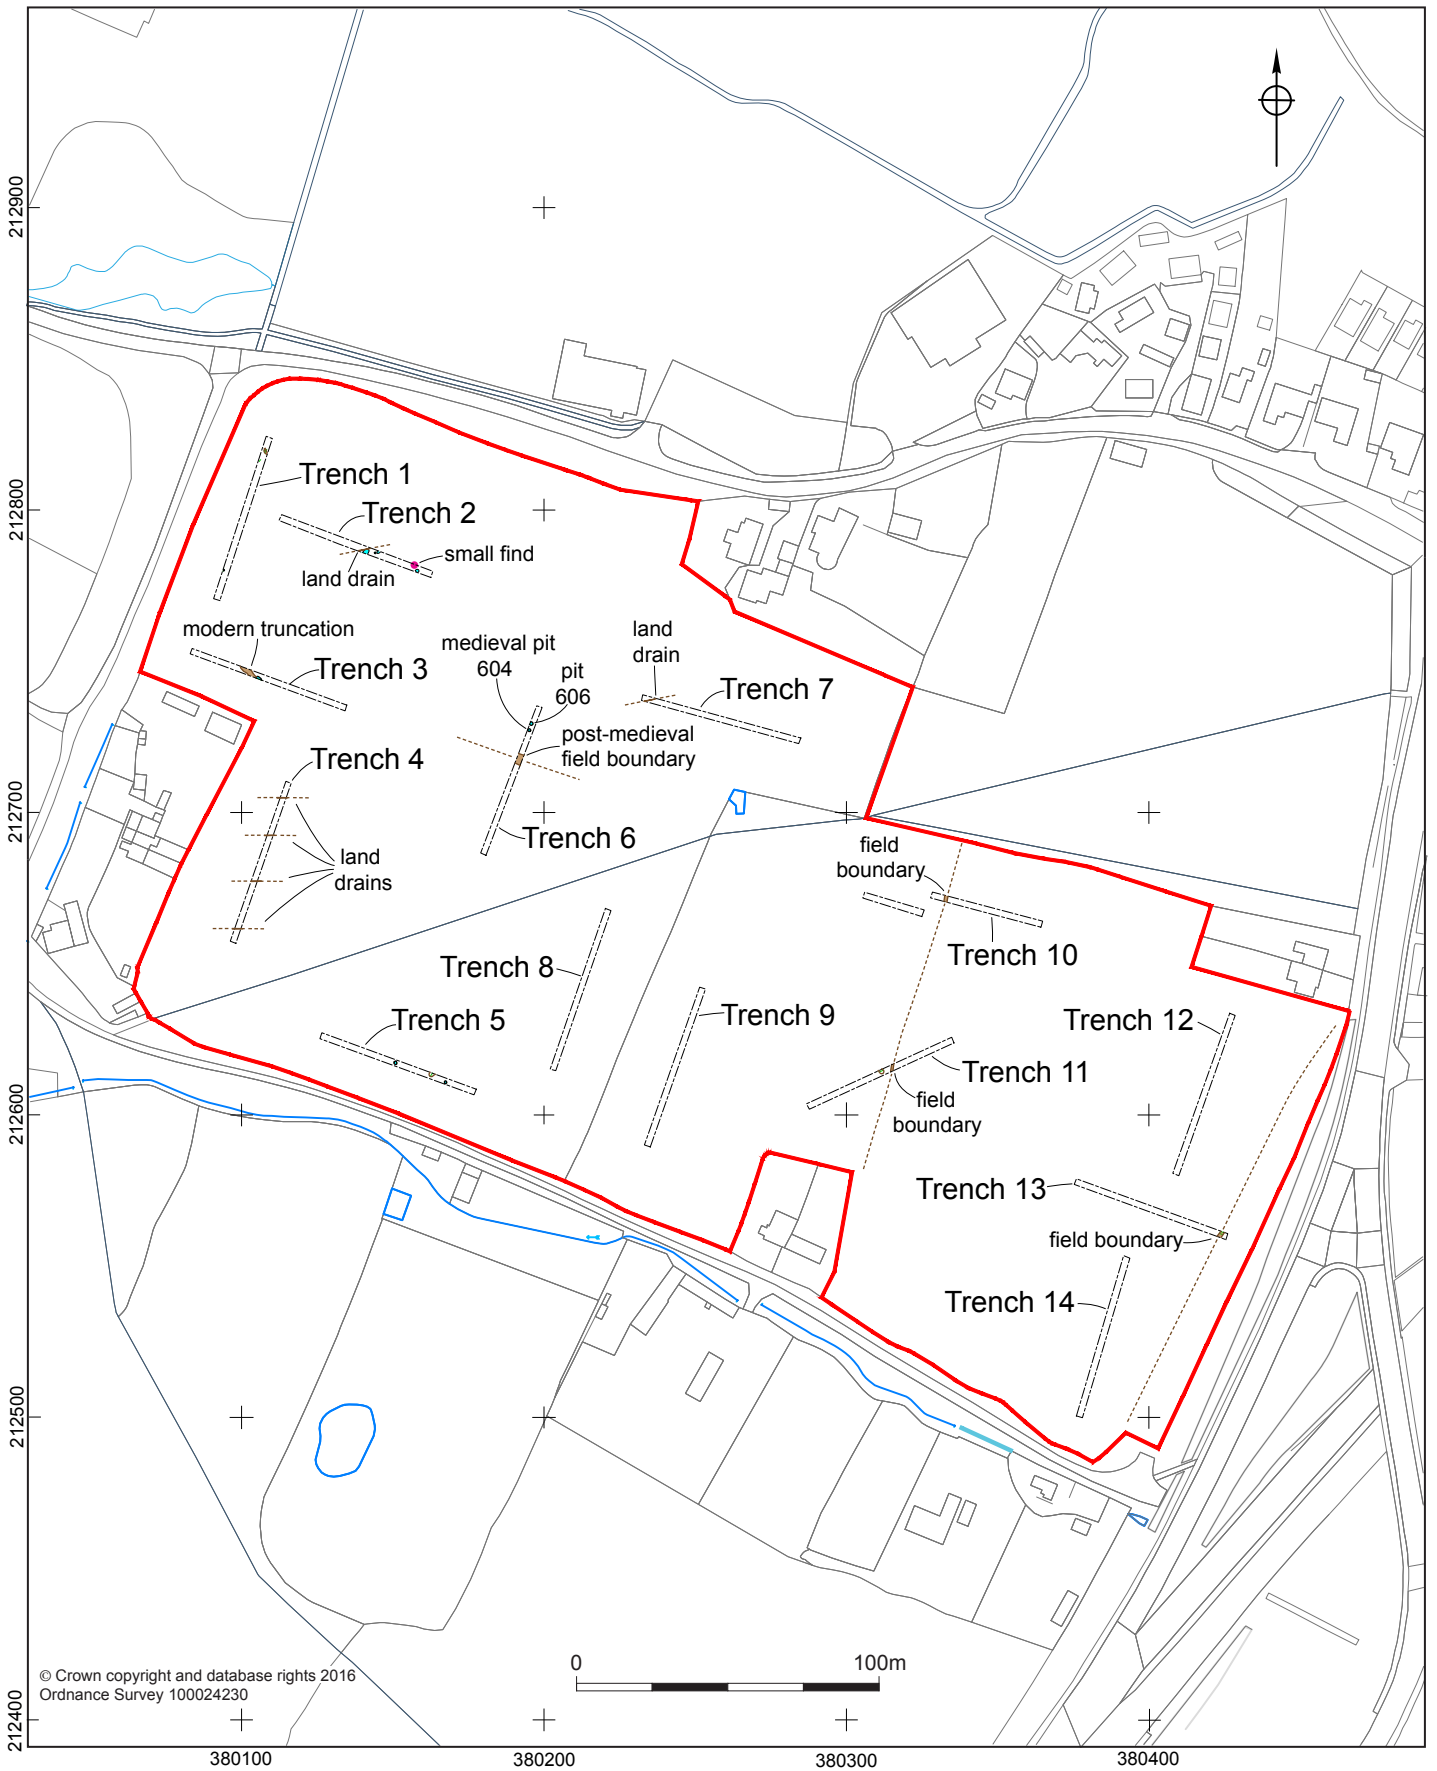 212900
Trench 1
212800
Trench 2
small find
land drain
modern truncation
Trench 3
medieval pit
604
pit
606
land
drain
Trench 7
post-medieval
field boundary
Trench 4
212700
Trench 6
land
drains
field
boundary
Trench 10
Trench 8
Trench 5
Trench 9
Trench 12
Trench 11
212600
field
boundary
Trench 13
field boundary
Trench 14
212500
0
100m
© Crown copyright and database rights 2016
Ordnance Survey 100024230
212400
380100
380200
380300
380400